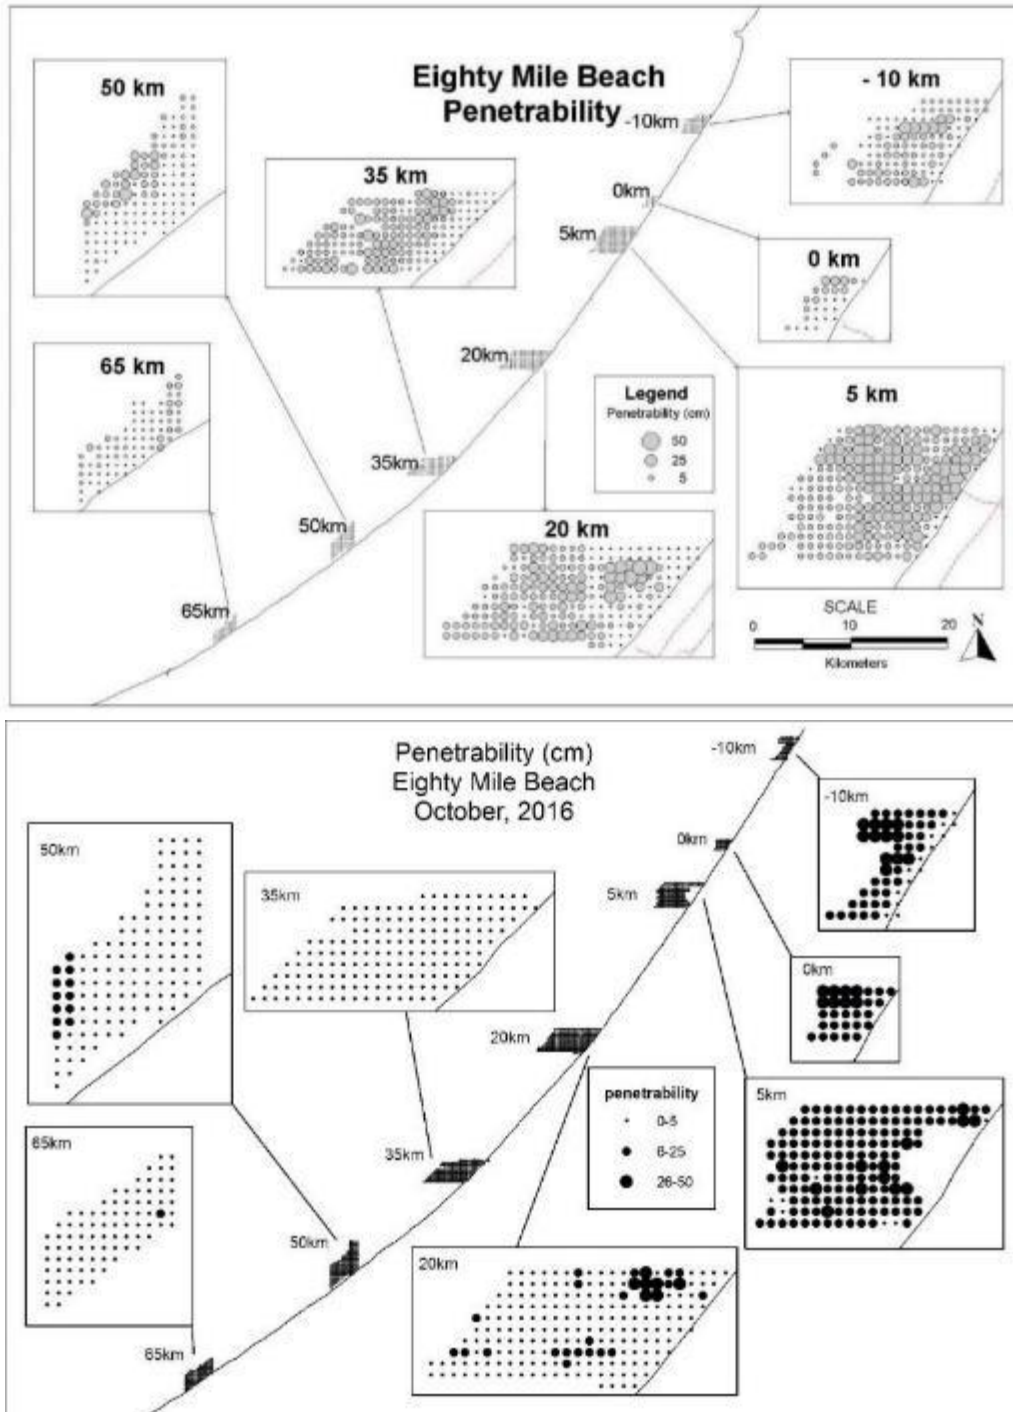 Eighty Mile Beach
Penetrability
50 km
- 10 km
-10km
35 km
0km
5km
0 km
65 km
20km
Legend
Penetrability (cm)
50
25
5
5 km
35km
50km
20 km
65km
SCALE
0
10
20
Kilometers
N
Penetrability (cm)
Eighty Mile Beach
October, 2016
-10km
-10km
50km
0km
35km
5km
0km
20km
penetrability
0-5
6-25
26-50
5km
65km
35km
50km
20km
65km